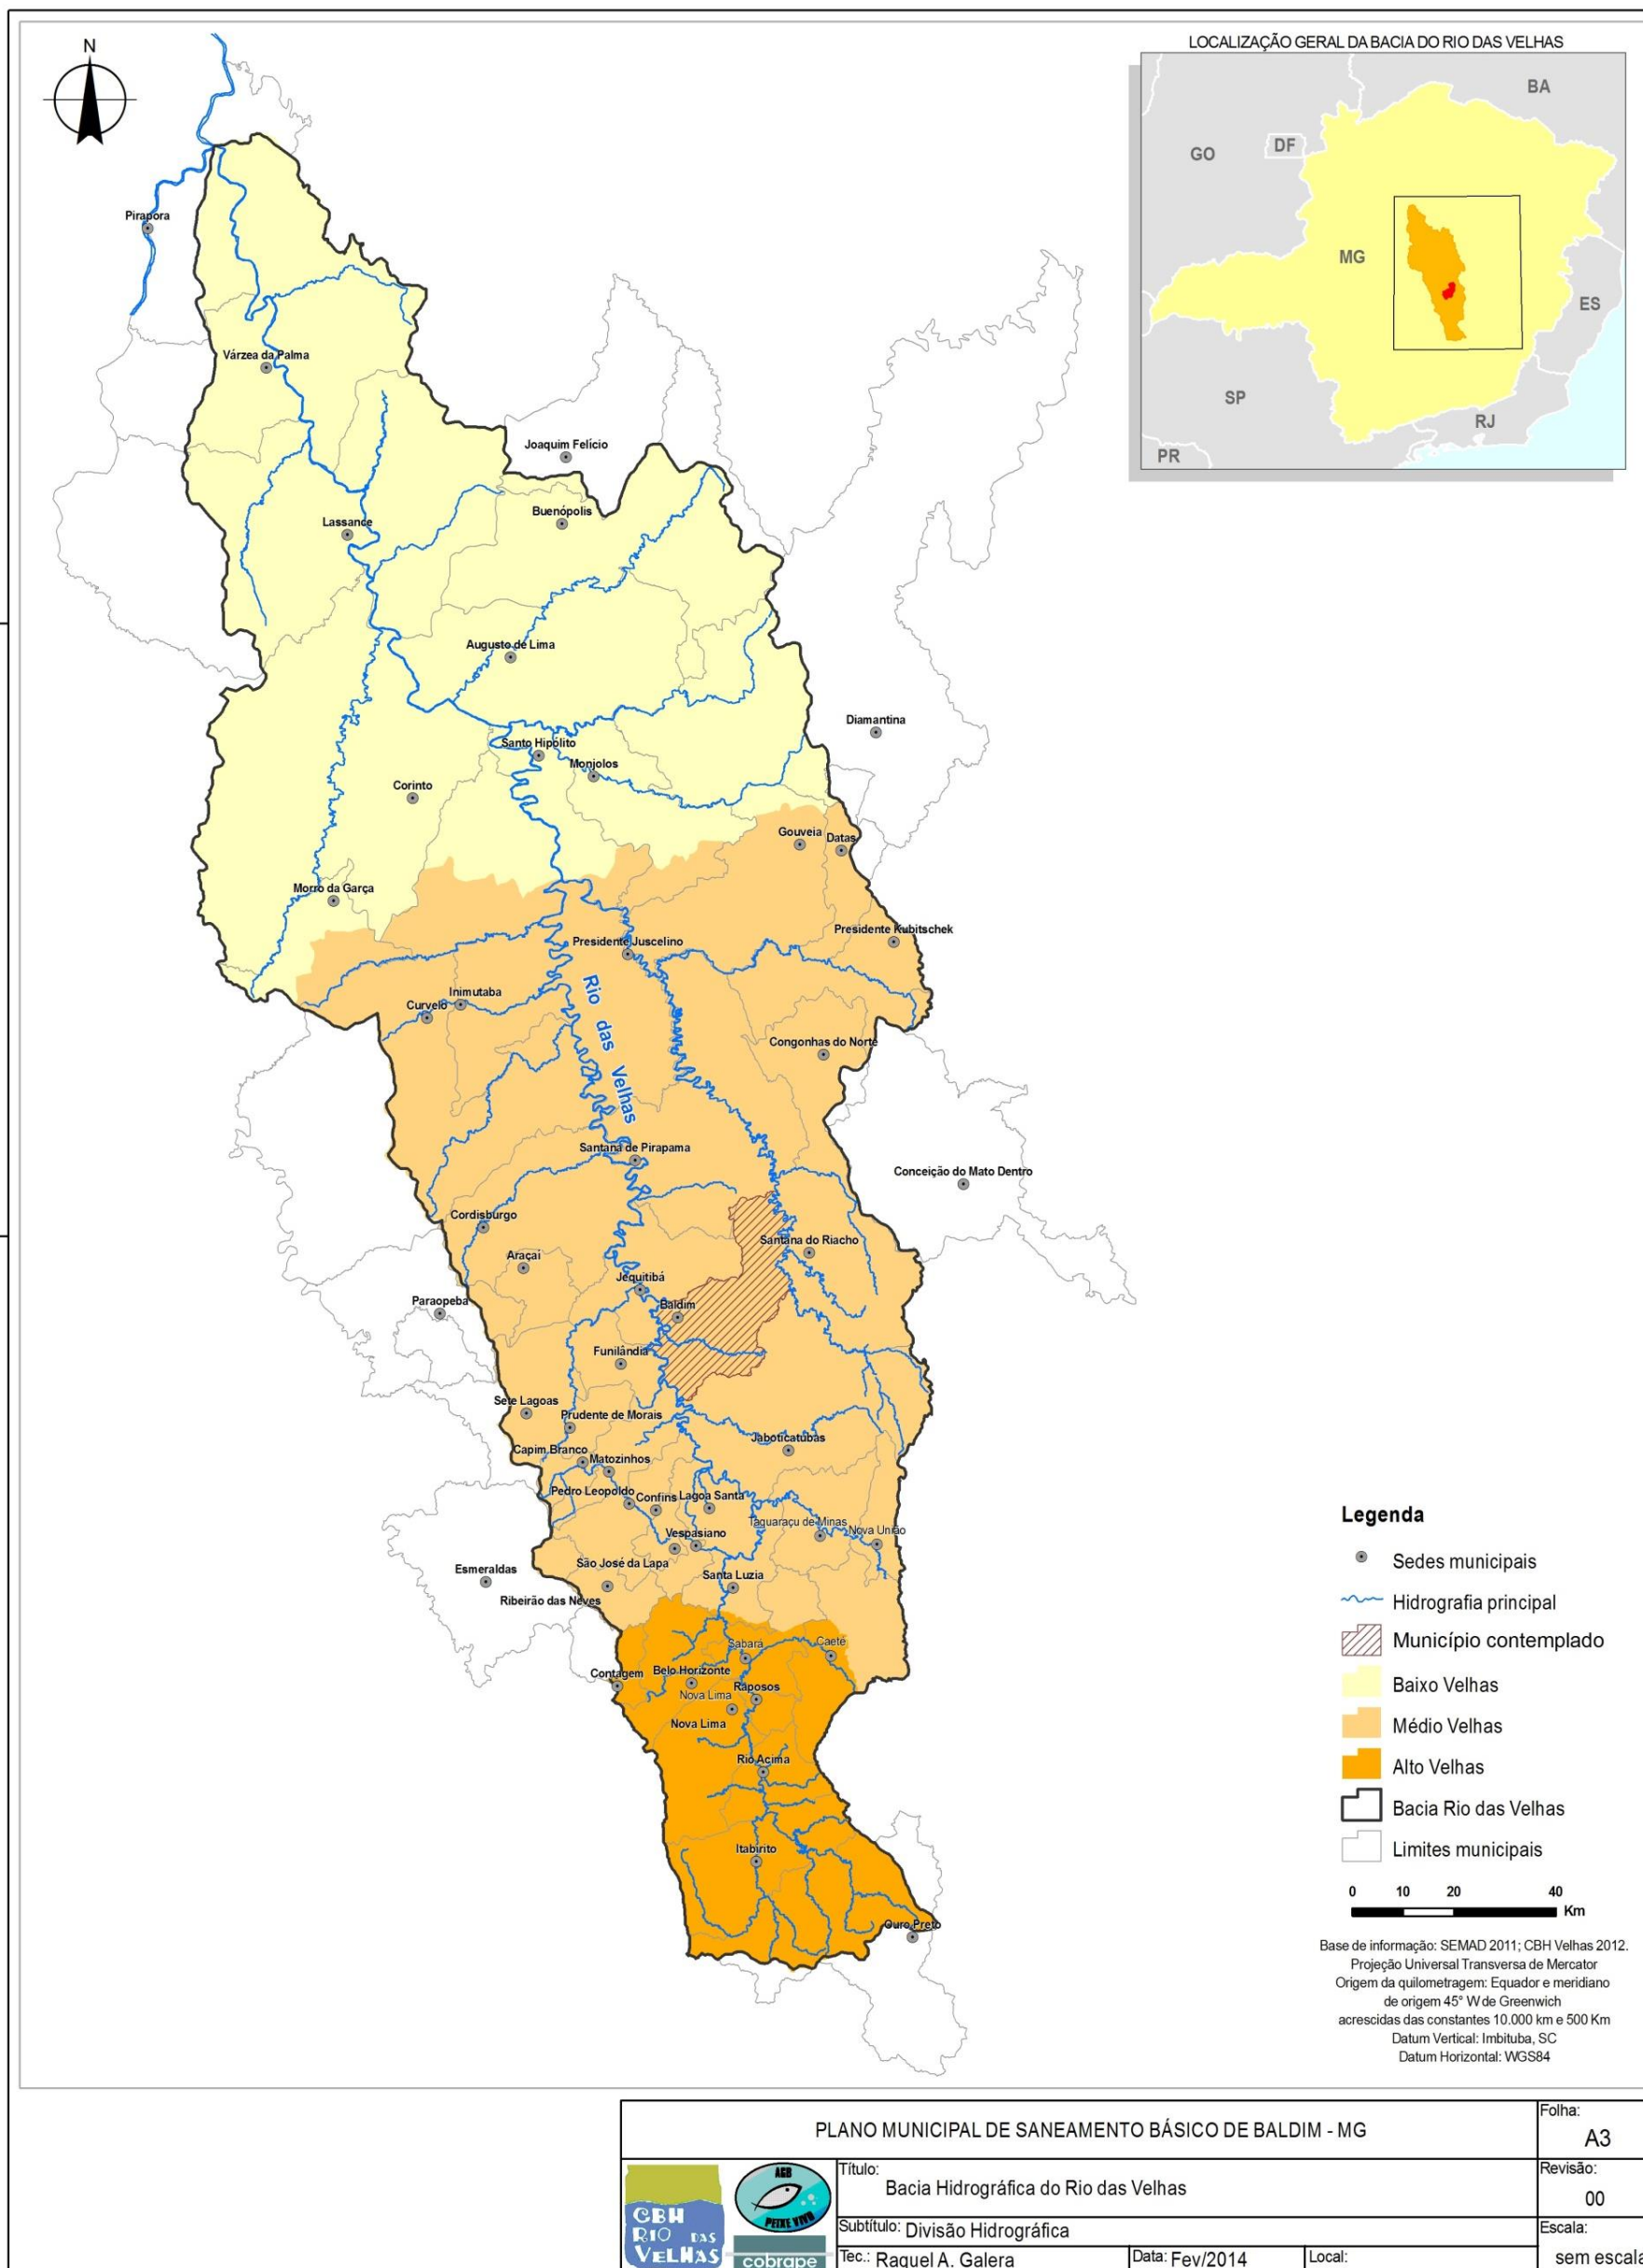 LOCALIZAÇÃO GERAL DA BACIA DO RIO DAS VELHAS
BA
GO
DF
MG
ES
SP
RJ
PR
N
Pirapora
Várzea da Palma
Joaquim Felício
Buenópolis
Lassance
Augusto de Lima
Diamantina
Santo Hipólito
Monjolos
Corinto
Gouveia
Datas
Morro da Garça
Presidente Kubitschek
Presidente Juscelino
Rio das Velhas
Inimutaba
Curvelo
Congonhas do Norte
Santana de Pirapama
Conceição do Mato Dentro
Cordisburgo
Santana do Riacho
Araçai
Jequitibá
Paraopeba
Baldim
Funilândia
Sete Lagoas
Prudente de Morais
Jaboticatubas
Capim Branco
Matozinhos
Pedro Leopoldo
Confins
Lagoa Santa
Taquaraçu de Minas
Nova União
Vespasiano
São José da Lapa
Esmeraldas
Santa Luzia
Ribeirão das Neves
Sabará
Caeté
Contagem
Belo Horizonte
Raposos
Nova Lima
Nova Lima
Rio Acima
Itabirito
Ouro Preto
Legenda
Sedes municipais
Hidrografia principal
Município contemplado
Baixo Velhas
Médio Velhas
Alto Velhas
Bacia Rio das Velhas
Limites municipais
0 10 20 40
Km
Base de informação: SEMAD 2011; CBH Velhas 2012.
Projeção Universal Transversa de Mercator
Origem da quilometragem: Equador e meridiano
de origem 45° W de Greenwich
acrescidas das constantes 10.000 km e 500 Km
Datum Vertical: Imbituba, SC
Datum Horizontal: WGS84
PLANO MUNICIPAL DE SANEAMENTO BÁSICO DE BALDIM - MG
Folha:
A3
CBH
RIO DAS
VELHAS
AGB
PEIXE VIVO
cobrape
Título:
Bacia Hidrográfica do Rio das Velhas
Revisão:
00
Subtítulo: Divisão Hidrográfica
Escala:
sem escala
Tec.: Raquel A. Galera
Data: Fev/2014
Local: